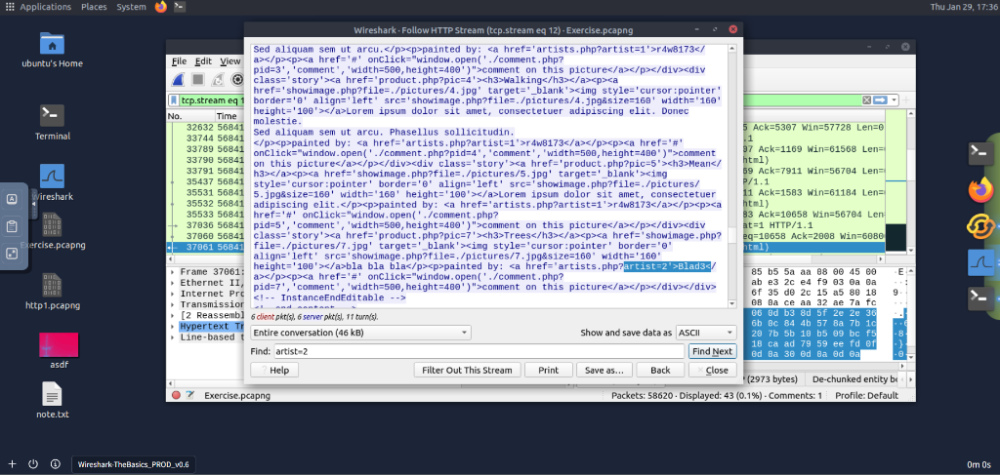 Applications Places System
Thu Jan 29, 17:36
ubuntu's Home
Terminal
Wireshark
Exercise.pcapng
http1.pcapng
asdf
note.txt
Wireshark-TheBasics_PROD_v0.6
0m 0s
Wireshark · Follow HTTP Stream (tcp.stream eq 12) · Exercise.pcapng
Sed aliquam sem ut arcu.</p><p>painted by: <a href='artists.php?artist=1'>r4w8173</
a></p><p><a href='#' onClick="window.open('./comment.php?
pid=3','comment','width=500,height=400')">comment on this picture</a></p></div><div
class='story'><a href='product.php?pic=4'><h3>Walking</h3></a><p><a
href='showimage.php?file=./pictures/4.jpg' target='_blank'><img style='cursor:pointer'
border='0' align='left' src='showimage.php?file=./pictures/4.jpg&size=160' width='160'
height='100'></a>Lorem ipsum dolor sit amet, consectetuer adipiscing elit. Donec
molestie.
Sed aliquam sem ut arcu. Phasellus sollicitudin.
</p><p>painted by: <a href='artists.php?artist=1'>r4w8173</a></p><p><a href='#'
onClick="window.open('./comment.php?pid=4','comment','width=500,height=400')">comment
on this picture</a></p></div><div class='story'><a href='product.php?pic=5'><h3>Mean</
h3></a><p><a href='showimage.php?file=./pictures/5.jpg' target='_blank'><img
style='cursor:pointer' border='0' align='left' src='showimage.php?file=./pictures/
5.jpg&size=160' width='160' height='100'></a>Lorem ipsum dolor sit amet, consectetuer
adipiscing elit.</p><p>painted by: <a href='artists.php?artist=1'>r4w8173</a></p><p><a
href='#' onClick="window.open('./comment.php?
pid=5','comment','width=500,height=400')">comment on this picture</a></p></div><div
class='story'><a href='product.php?pic=7'><h3>Trees</h3></a><p><a href='showimage.php?
file=./pictures/7.jpg' target='_blank'><img style='cursor:pointer' border='0'
align='left' src='showimage.php?file=./pictures/7.jpg&size=160' width='160'
height='100'></a>bla bla bla</p><p>painted by: <a href='artists.php?artist=2'>Blad3</
a></p><p><a href='#' onClick="window.open('./comment.php?
pid=7','comment','width=500,height=400')">comment on this picture</a></p></div></div>
<!-- InstanceEndEditable -->
6 client pkt(s), 6 server pkt(s), 11 turn(s).
Entire conversation (46 kB) Show and save data as ASCII
Find: artist=2 Find Next
Help Filter Out This Stream Print Save as… Back Close
File Edit View
tcp.stream eq 1
No. Time
32632 56841 5 Ack=5307 Win=57728 Len=0
33744 5684 .1
33789 5684 07 Ack=1169 Win=61568 Len=0
33790 5684 html)
33791 5684 69 Ack=7911 Win=56704 Len=0
35437 5684 P/1.1
35531 5684 11 Ack=1583 Win=61184 Len=0
35532 5684 html)
35533 5684 83 Ack=10658 Win=56704 Len=
37036 5684 at=1 HTTP/1.1
37060 5684 eq=10658 Ack=2008 Win=6080
37061 5684 html)
Frame 37061:
Ethernet II,
Internet Pro
Transmission
[2 Reassembl
Hypertext Tr
Line-based t
85 b5 5a aa 08 00 45 00
ab e3 2c e4 f9 03 0a 0a
6f 35 d0 2c 15 a5 80 18
08 0a ce aa 32 ae 7a fc
06 0d b3 8d 5f 2e 2e 36
6b 0c 84 4b 57 8a 7b 1c
20 7b 5b 10 b5 09 bc f5
18 ca ad 79 59 ee fd 0f
0d 0a 30 0d 0a 0d 0a
(2973 bytes) De-chunked entity b
Exercise.pcapng Packets: 58620 · Displayed: 43 (0.1%) · Comments: 1 Profile: Default